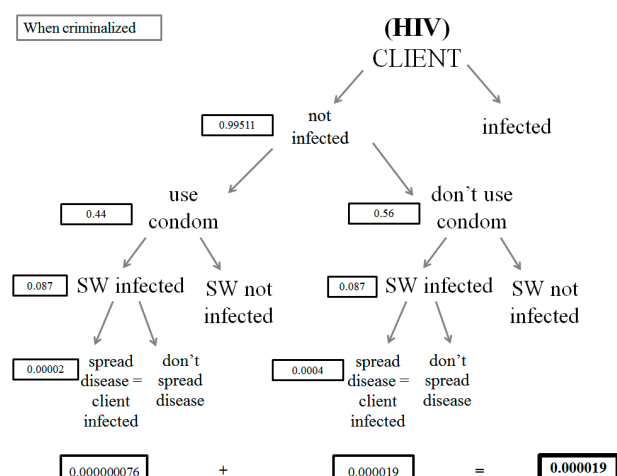 When criminalized
(HIV)
CLIENT
0.99511
not
infected
infected
0.44
use
condom
0.56
don't use
condom
0.087
SW infected
SW not
infected
0.087
SW infected
SW not
infected
0.00002
spread
disease =
client
infected
don't
spread
disease
0.0004
spread
disease =
client
infected
don't
spread
disease
0.000000076
+
0.000019
=
0.000019